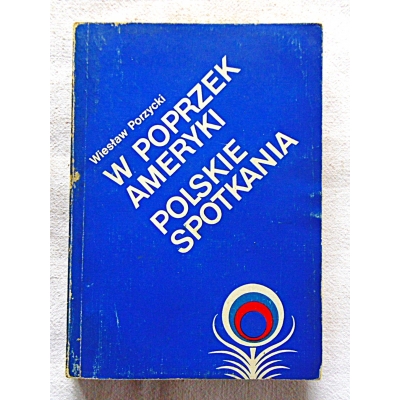 Wiesław Porzycki
W POPRZEK
AMERYKI
POLSKIE
SPOTKANIA